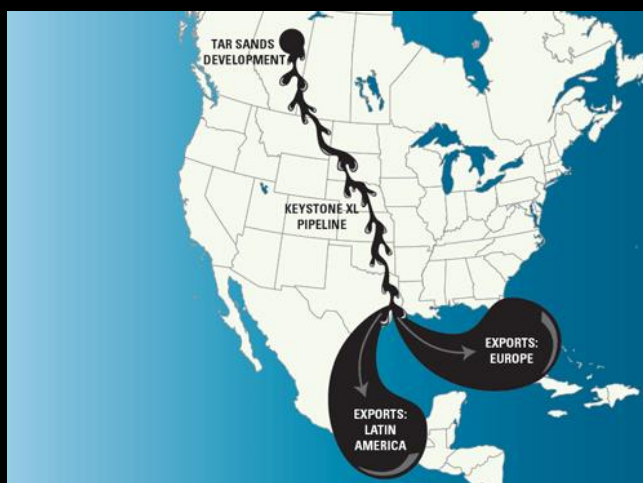 TAR SANDS
DEVELOPMENT
KEYSTONE XL
PIPELINE
EXPORTS:
EUROPE
EXPORTS:
LATIN
AMERICA